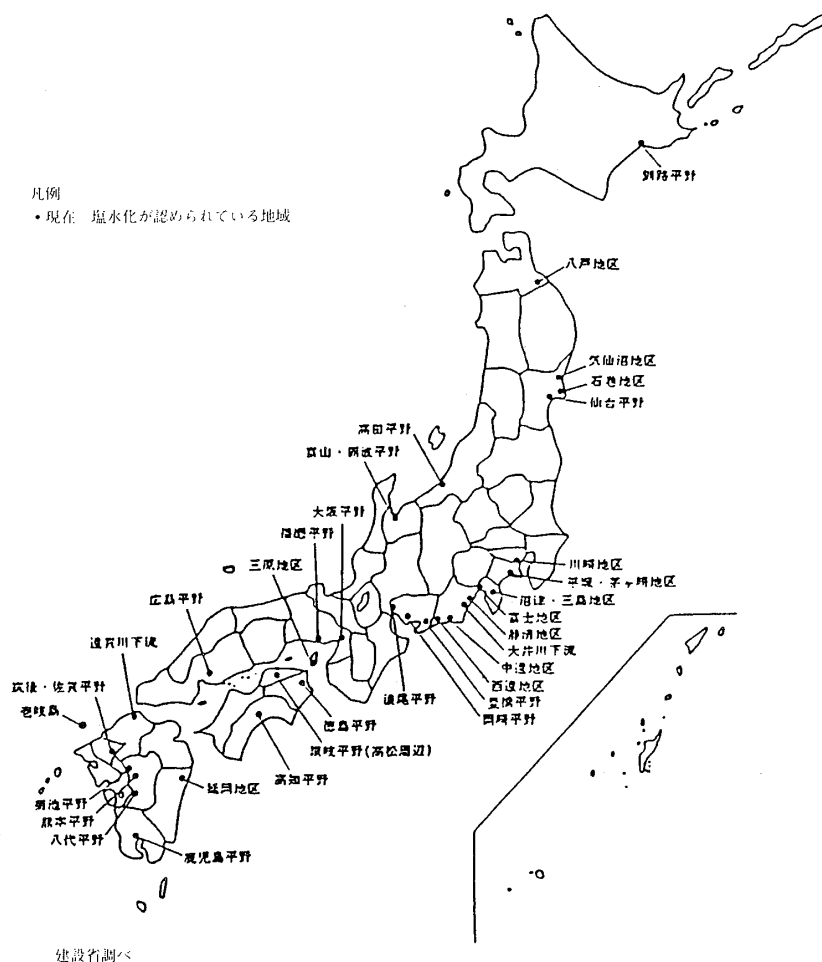 凡例
・現在 塩水化が認められている地域
釧路平野
八戸地区
気仙沼地区
石巻地区
仙台平野
高田平野
富山・砺波平野
大阪平野
播磨平野
三原地区
広島平野
遠賀川下流
筑後・佐賀平野
壱岐島
川崎地区
平塚・茅ヶ崎地区
沼津・三島地区
富士地区
静清地区
大井川下流
中遠地区
西遠地区
豊橋平野
岡崎平野
濃尾平野
徳島平野
讃岐平野(高松周辺)
高知平野
延岡地区
菊池平野
熊本平野
八代平野
鹿児島平野
建設省調べ